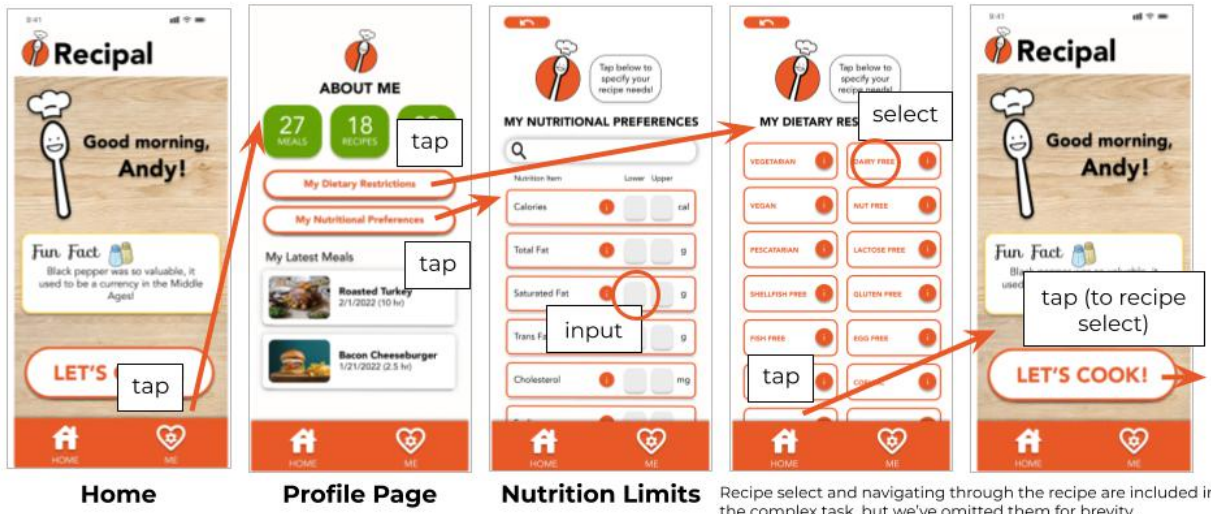 9:41
Recipal
Good morning,
Andy!
Fun Fact
Black pepper was so valuable, it
used to be a currency in the Middle
Ages!
LET'S
tap
HOME
ME
Home
ABOUT ME
27
MEALS
18
RECIPES
tap
My Dietary Restrictions
My Nutritional Preferences
tap
My Latest Meals
Roasted Turkey
2/1/2022 (10 hr)
Bacon Cheeseburger
1/21/2022 (2.5 hr)
HOME
ME
Profile Page
Tap below to
specify your
recipe needs!
MY NUTRITIONAL PREFERENCES
Nutrition Item Lower Upper
Calories i cal
Total Fat i g
Saturated Fat i g
input
Trans Fa g
Cholesterol i mg
HOME
ME
Nutrition Limits
Tap below to
specify your
recipe needs!
select
MY DIETARY RES
VEGETARIAN i
DAIRY FREE i
VEGAN i
NUT FREE i
PESCATARIAN i
LACTOSE FREE i
SHELLFISH FREE i
GLUTEN FREE i
FISH FREE i
EGG FREE i
tap
HOME
ME
9:41
Recipal
Good morning,
Andy!
Fun Fact
tap (to recipe
select)
LET'S COOK!
HOME
ME
Recipe select and navigating through the recipe are included in
the complex task, but we've omitted them for brevity